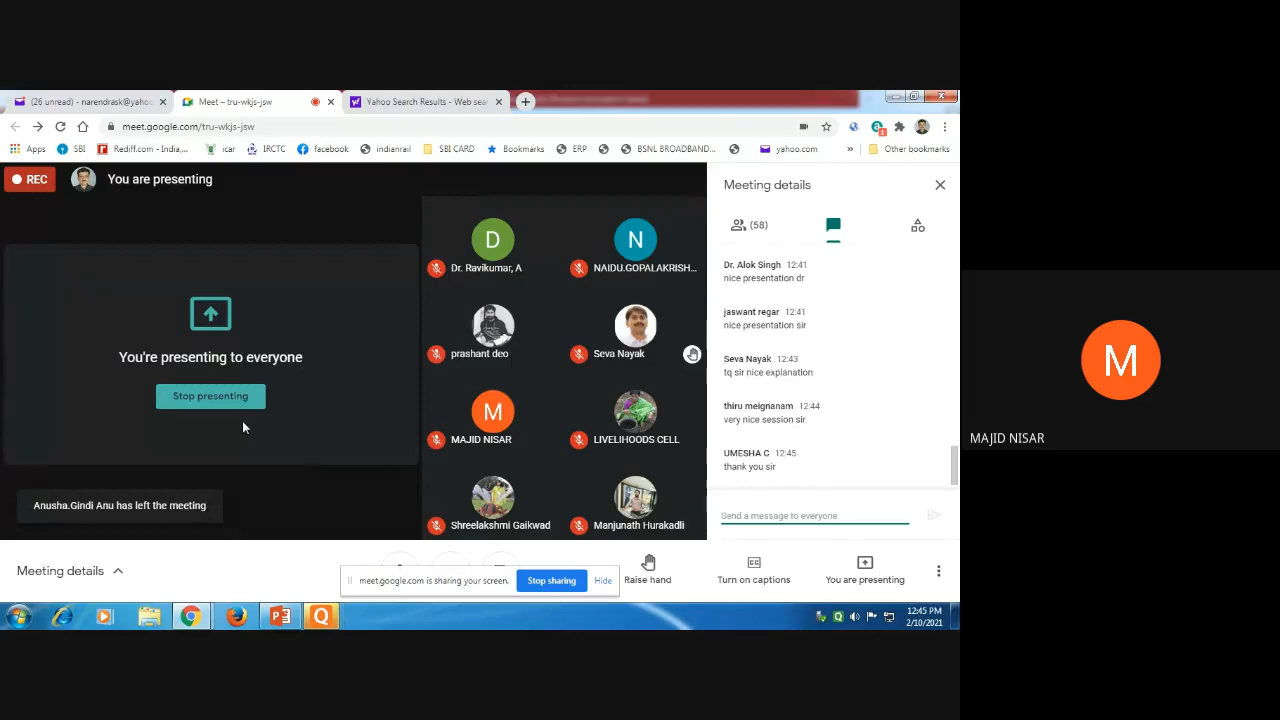 (26 unread) - narendrask@yahoo
Meet – tru-wkjs-jsw
Yahoo Search Results - Web sea
meet.google.com/tru-wkjs-jsw
Apps
SBI
Rediff.com - India,...
icar
IRCTC
facebook
indianrail
SBI CARD
Bookmarks
ERP
BSNL BROADBAND...
yahoo.com
»
Other bookmarks
REC
You are presenting
You're presenting to everyone
Stop presenting
Anusha.Gindi Anu has left the meeting
D
Dr. Ravikumar, A
N
NAIDU.GOPALAKRISH...
prashant deo
Seva Nayak
M
MAJID NISAR
LIVELIHOODS CELL
Shreelakshmi Gaikwad
Manjunath Hurakadli
Meeting details
(58)
Dr. Alok Singh 12:41
nice presentation dr
jaswant regar 12:41
nice presentation sir
Seva Nayak 12:43
tq sir nice explanation
thiru meignanam 12:44
very nice session sir
UMESHA C 12:45
thank you sir
Send a message to everyone
Meeting details
meet.google.com is sharing your screen.
Stop sharing
Hide
Raise hand
Turn on captions
You are presenting
12:45 PM
2/10/2021
M
MAJID NISAR